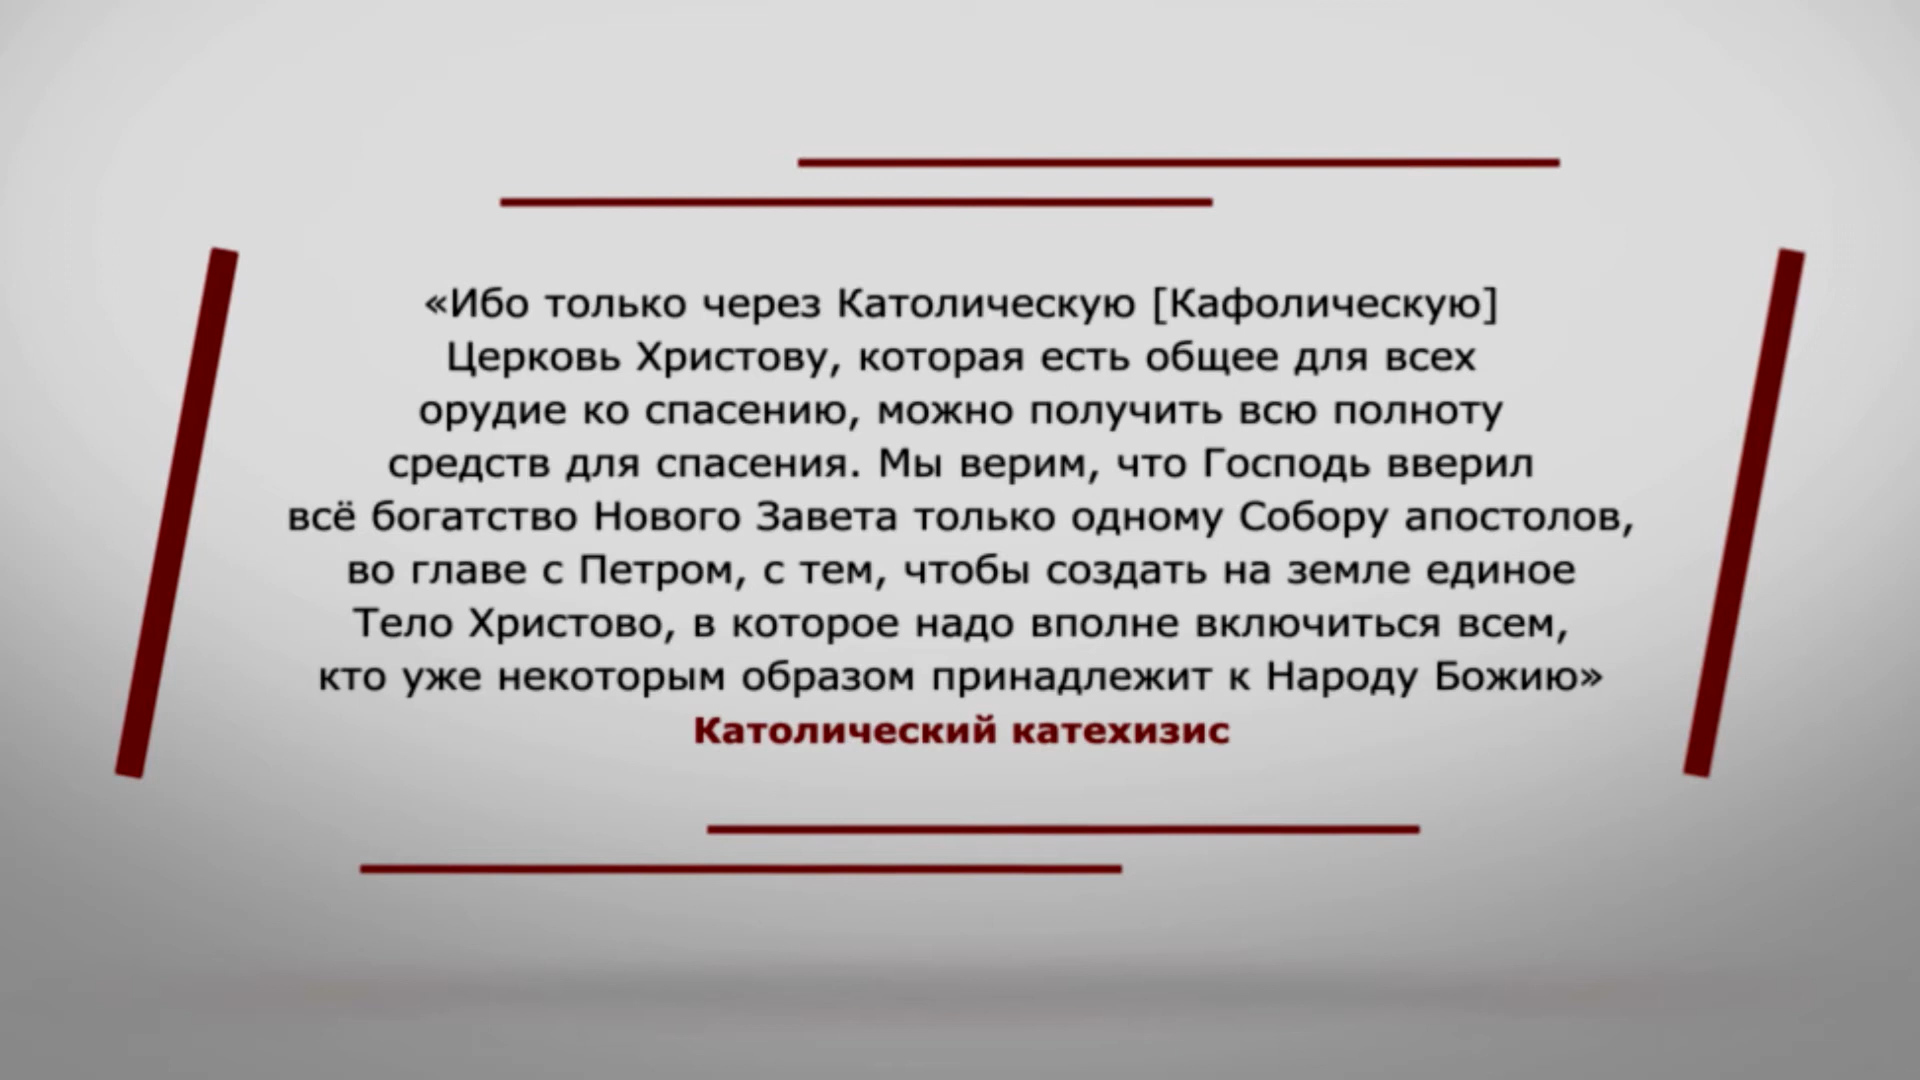 «Ибо только через Католическую [Кафолическую]
Церковь Христову, которая есть общее для всех
орудие ко спасению, можно получить всю полноту
средств для спасения. Мы верим, что Господь вверил
всё богатство Нового Завета только одному Собору апостолов,
во главе с Петром, с тем, чтобы создать на земле единое
Тело Христово, в которое надо вполне включиться всем,
кто уже некоторым образом принадлежит к Народу Божию»
Католический катехизис